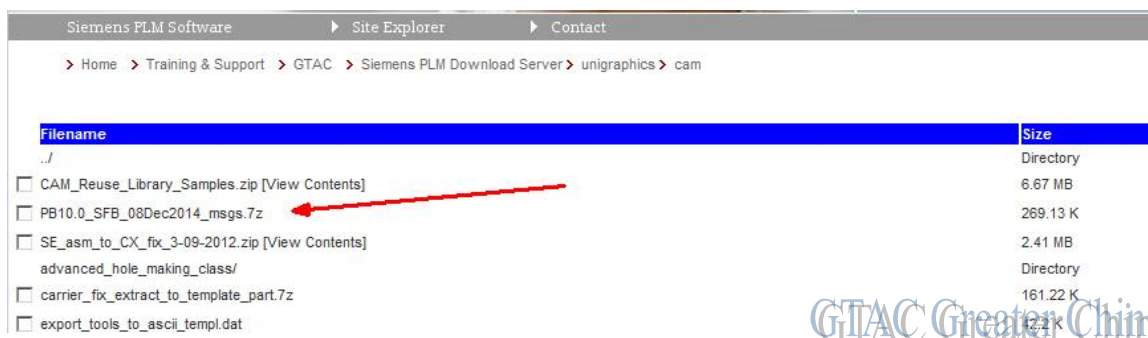 Siemens PLM Software Site Explorer Contact
Home Training & Support GTAC Siemens PLM Download Server unigraphics cam
Filename Size
../ Directory
CAM_Reuse_Library_Samples.zip [View Contents] 6.67 MB
PB10.0_SFB_08Dec2014_msgs.7z 269.13 K
SE_asm_to_CX_fix_3-09-2012.zip [View Contents] 2.41 MB
advanced_hole_making_class/ Directory
carrier_fix_extract_to_template_part.7z 161.22 K
export_tools_to_ascii_templ.dat
GTAC Greater